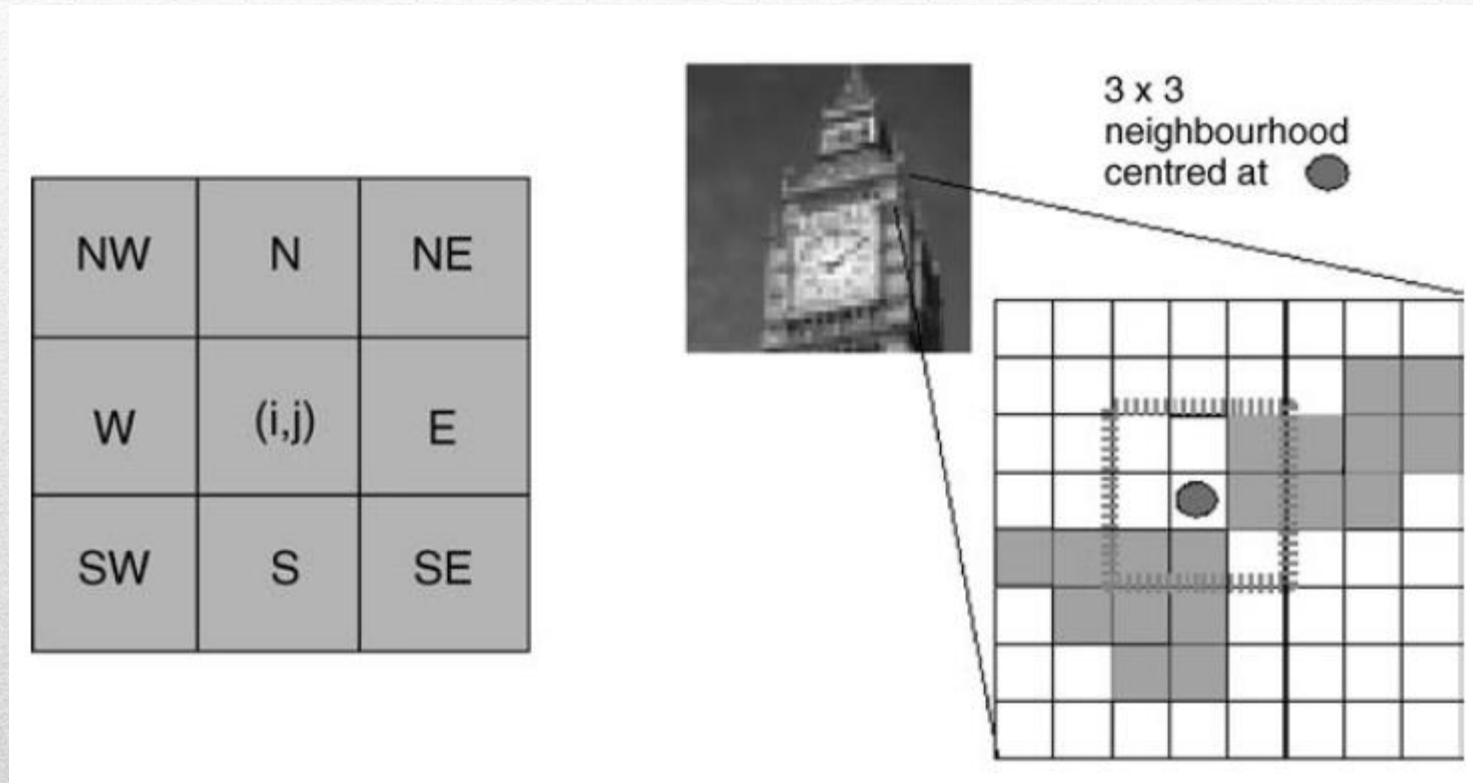 NW N NE
W (i,j) E
SW S SE
3 x 3
neighbourhood
centred at